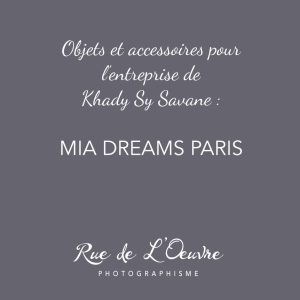 Objets et accessoires pour
l'entreprise de
Khady Sy Savane :
MIA DREAMS PARIS
Rue de L'Oeuvre
PHOTOGRAPHISME